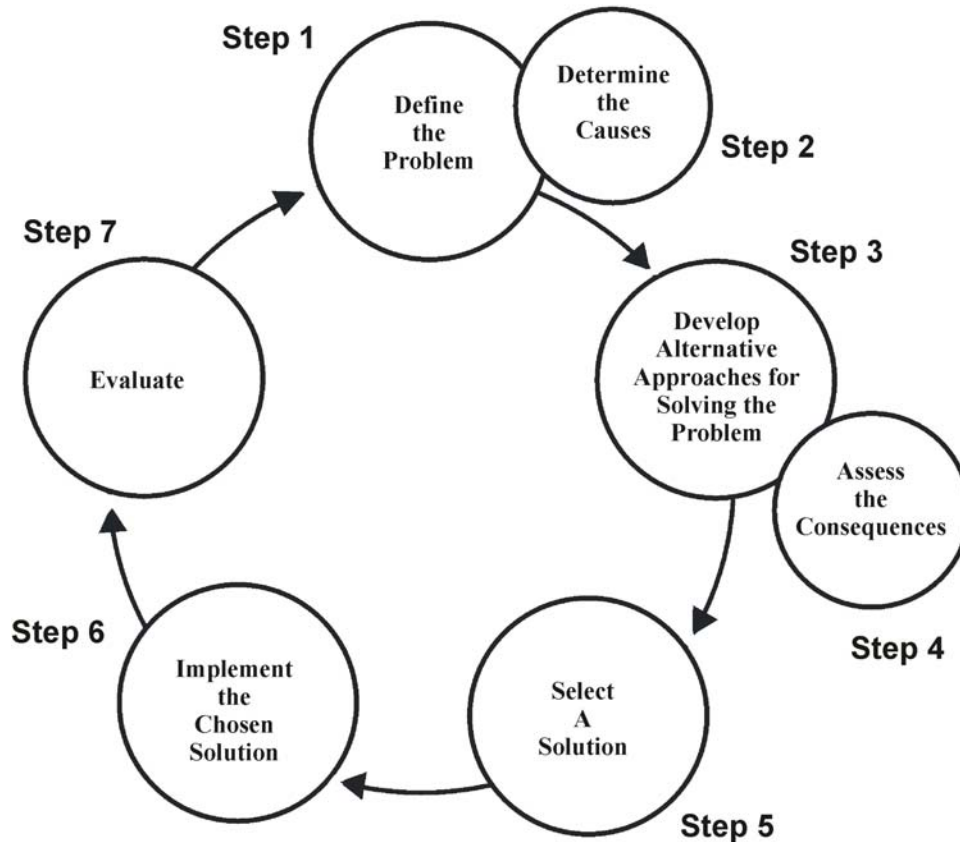 Step 1
Define
the
Problem
Determine
the
Causes
Step 2
Step 3
Develop
Alternative
Approaches for
Solving the
Problem
Assess
the
Consequences
Step 4
Select
A
Solution
Step 5
Step 6
Implement
the
Chosen
Solution
Step 7
Evaluate